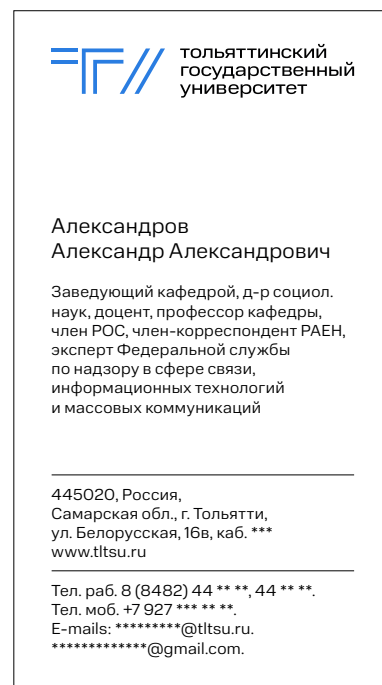 тольяттинский
государственный
университет
Александров
Александр Александрович
Заведующий кафедрой, д-р социол.
наук, доцент, профессор кафедры,
член РОС, член-корреспондент РАЕН,
эксперт Федеральной службы
по надзору в сфере связи,
информационных технологий
и массовых коммуникаций
445020, Россия,
Самарская обл., г. Тольятти,
ул. Белорусская, 16в, каб. ***
www.tltsu.ru
Тел. раб. 8 (8482) 44 ** **, 44 ** **.
Тел. моб. +7 927 *** ** **.
E-mails: *********@tltsu.ru.
*************@gmail.com.